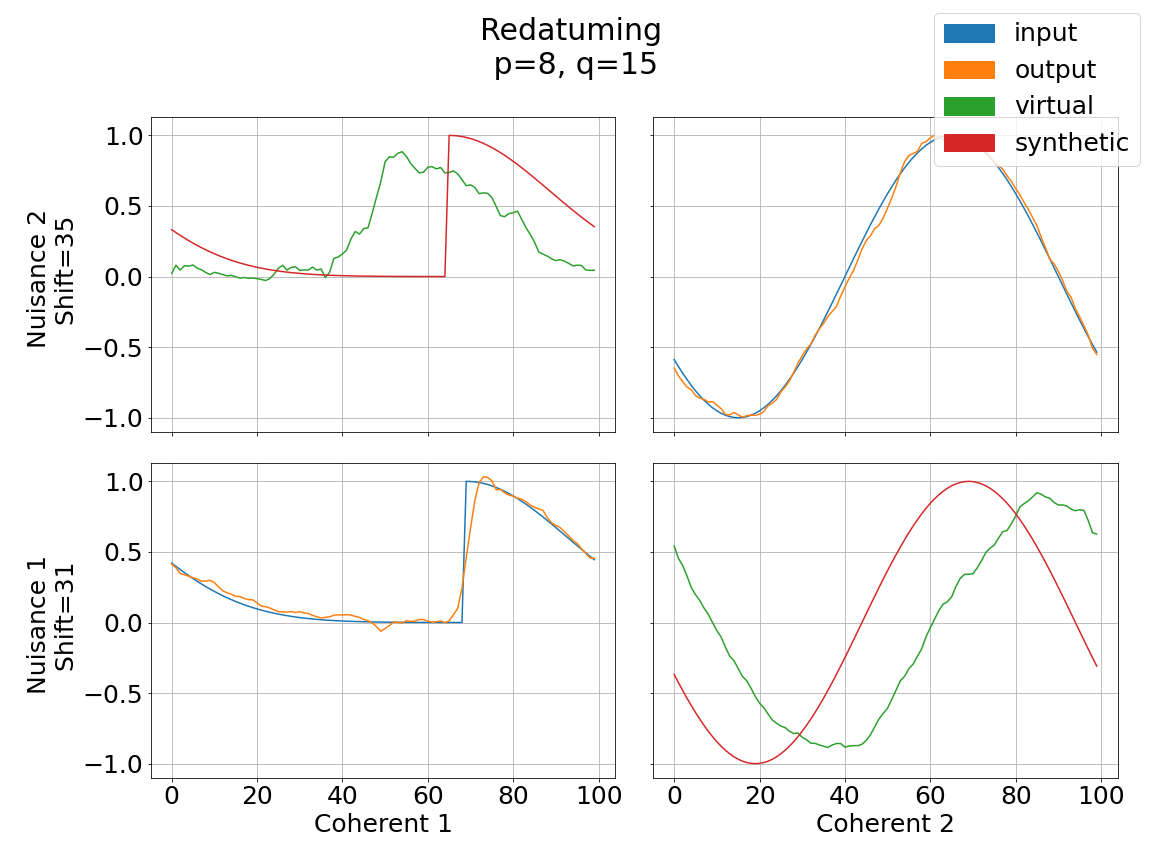 Redatuming
p=8, q=15
input
output
virtual
synthetic
Nuisance 2
Shift=35
1.0
0.5
0.0
−0.5
−1.0
Nuisance 1
Shift=31
1.0
0.5
0.0
−0.5
−1.0
0 20 40 60 80 100
Coherent 1
0 20 40 60 80 100
Coherent 2